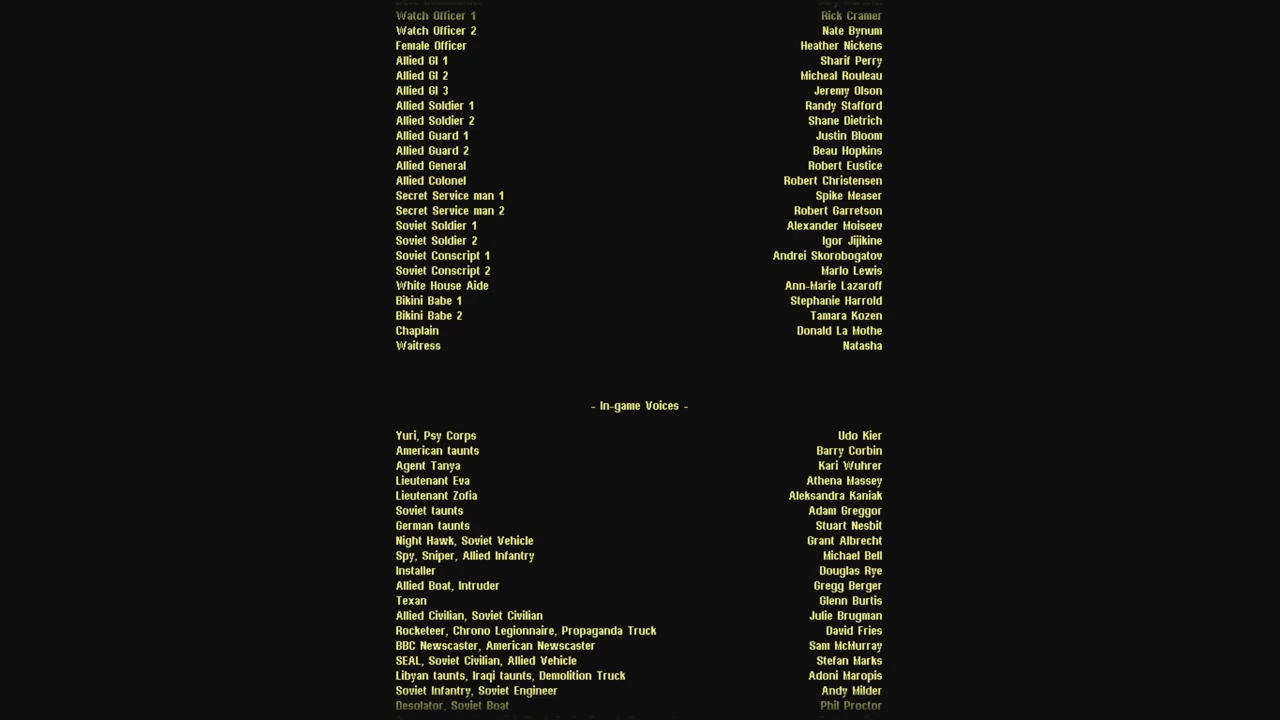 Watch Officer 1 Rick Cramer
Watch Officer 2 Nate Bynum
Female Officer Heather Nickens
Allied GI 1 Sharif Perry
Allied GI 2 Micheal Rouleau
Allied GI 3 Jeremy Olson
Allied Soldier 1 Randy Stafford
Allied Soldier 2 Shane Dietrich
Allied Guard 1 Justin Bloom
Allied Guard 2 Beau Hopkins
Allied General Robert Eustice
Allied Colonel Robert Christensen
Secret Service man 1 Spike Measer
Secret Service man 2 Robert Garretson
Soviet Soldier 1 Alexander Moiseev
Soviet Soldier 2 Igor Jijikine
Soviet Conscript 1 Andrei Skorobogatov
Soviet Conscript 2 Marlo Lewis
White House Aide Ann-Marie Lazaroff
Bikini Babe 1 Stephanie Harrold
Bikini Babe 2 Tamara Kozen
Chaplain Donald La Mothe
Waitress Natasha
- In-game Voices -
Yuri, Psy Corps Udo Kier
American taunts Barry Corbin
Agent Tanya Kari Wuhrer
Lieutenant Eva Athena Massey
Lieutenant Zofia Aleksandra Kaniak
Soviet taunts Adam Greggor
German taunts Stuart Nesbit
Night Hawk, Soviet Vehicle Grant Albrecht
Spy, Sniper, Allied Infantry Michael Bell
Installer Douglas Rye
Allied Boat, Intruder Gregg Berger
Texan Glenn Burtis
Allied Civilian, Soviet Civilian Julie Brugman
Rocketeer, Chrono Legionnaire, Propaganda Truck David Fries
BBC Newscaster, American Newscaster Sam McMurray
SEAL, Soviet Civilian, Allied Vehicle Stefan Marks
Libyan taunts, Iraqi taunts, Demolition Truck Adoni Maropis
Soviet Infantry, Soviet Engineer Andy Milder
Desolator, Soviet Boat Phil Proctor